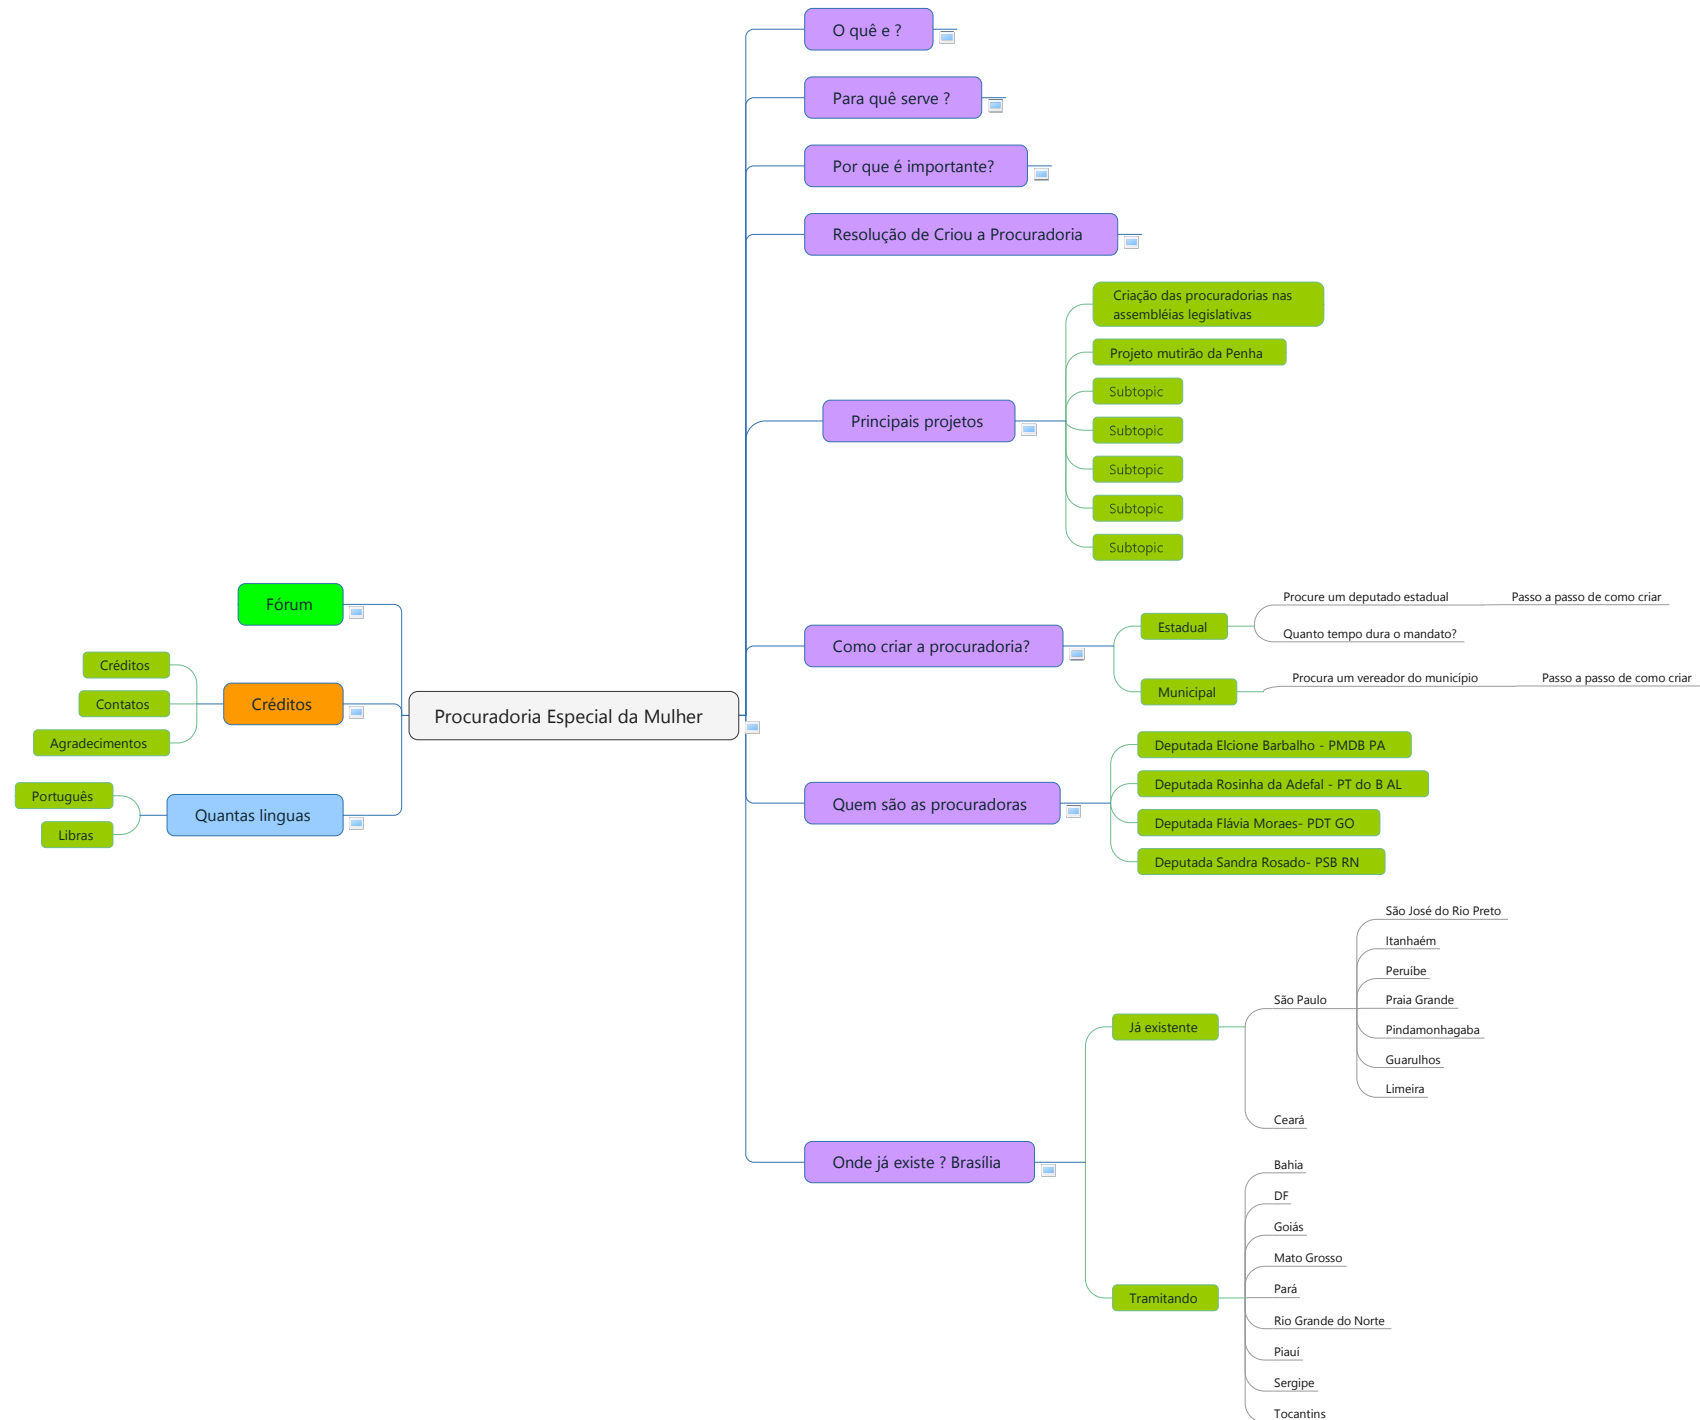 O quê e ?
Para quê serve ?
Por que é importante?
Resolução de Criou a Procuradoria
Principais projetos
Criação das procuradorias nas
assembléias legislativas
Projeto mutirão da Penha
Subtopic
Subtopic
Subtopic
Subtopic
Subtopic
Como criar a procuradoria?
Estadual
Procure um deputado estadual
Passo a passo de como criar
Quanto tempo dura o mandato?
Municipal
Procura um vereador do município
Passo a passo de como criar
Quem são as procuradoras
Deputada Elcione Barbalho - PMDB PA
Deputada Rosinha da Adefal - PT do B AL
Deputada Flávia Moraes- PDT GO
Deputada Sandra Rosado- PSB RN
Onde já existe ? Brasília
Já existente
São Paulo
São José do Rio Preto
Itanhaém
Peruíbe
Praia Grande
Pindamonhagaba
Guarulhos
Limeira
Ceará
Tramitando
Bahia
DF
Goiás
Mato Grosso
Pará
Rio Grande do Norte
Piauí
Sergipe
Tocantins
Procuradoria Especial da Mulher
Fórum
Créditos
Créditos
Contatos
Agradecimentos
Quantas linguas
Português
Libras